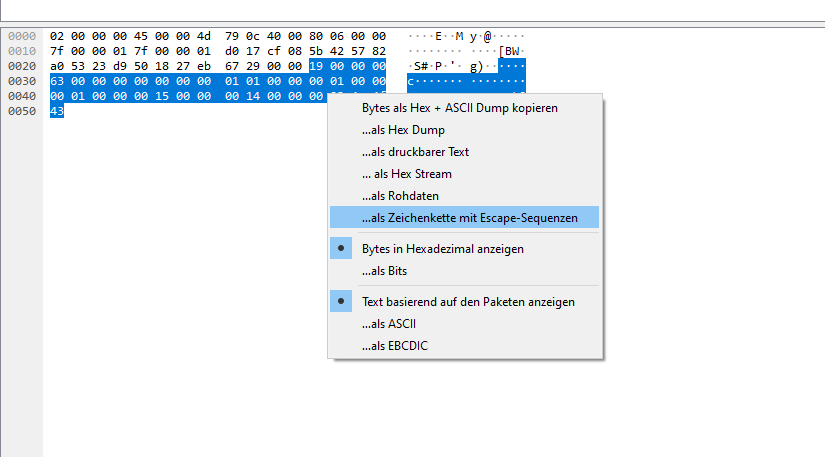 0000 02 00 00 00 45 00 00 4d 79 0c 40 00 80 06 00 00 ····E··M y·@·····
0010 7f 00 00 01 7f 00 00 01 d0 17 cf 08 5b 42 57 82 ········ ····[BW·
0020 a0 53 23 d9 50 18 27 eb 67 29 00 00 19 00 00 00 ·S#·P·'· g)······
0030 63 00 00 00 00 00 00 01 01 00 00 00 01 00 00 c······· ········
0040 00 01 00 00 00 15 00 00 00 14 00 00 00
0050 43
Bytes als Hex + ASCII Dump kopieren
...als Hex Dump
...als druckbarer Text
... als Hex Stream
...als Rohdaten
...als Zeichenkette mit Escape-Sequenzen
Bytes in Hexadezimal anzeigen
...als Bits
Text basierend auf den Paketen anzeigen
...als ASCII
...als EBCDIC